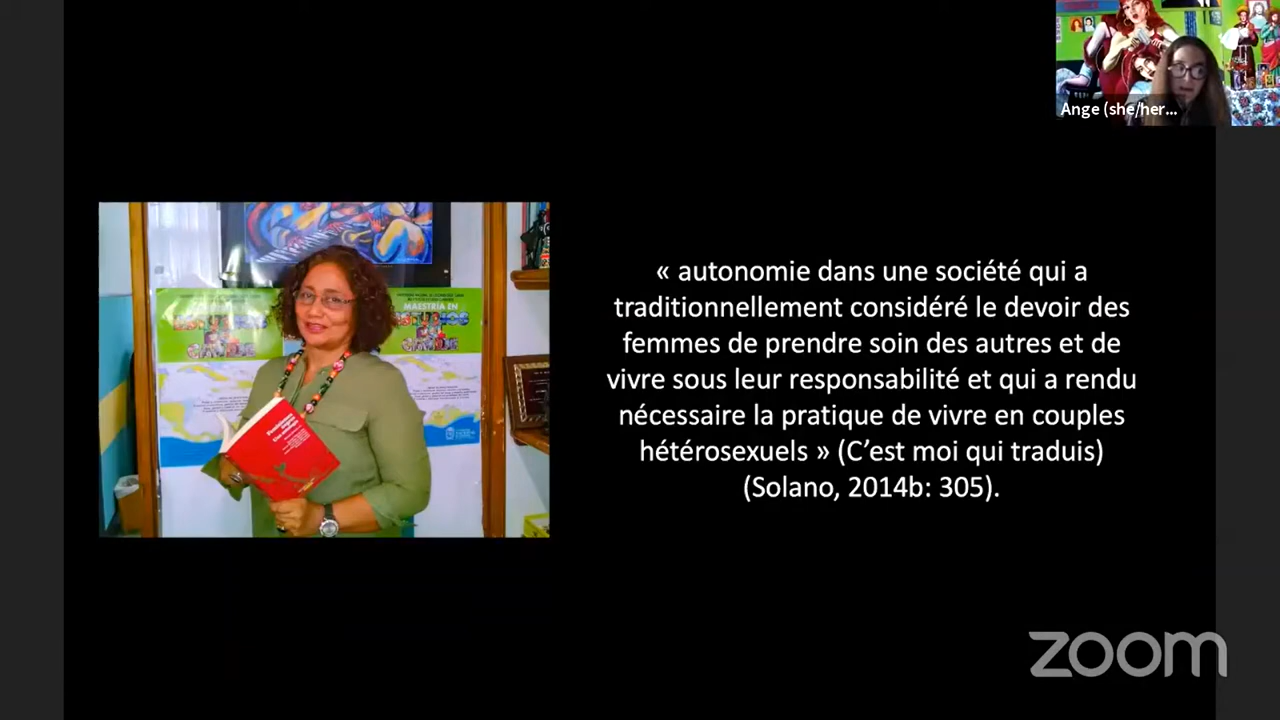 Ange (she/her...
MAESTRÍA EN
« autonomie dans une société qui a
traditionnellement considéré le devoir des
femmes de prendre soin des autres et de
vivre sous leur responsabilité et qui a rendu
nécessaire la pratique de vivre en couples
hétérosexuels » (C’est moi qui traduis)
(Solano, 2014b: 305).
zoom